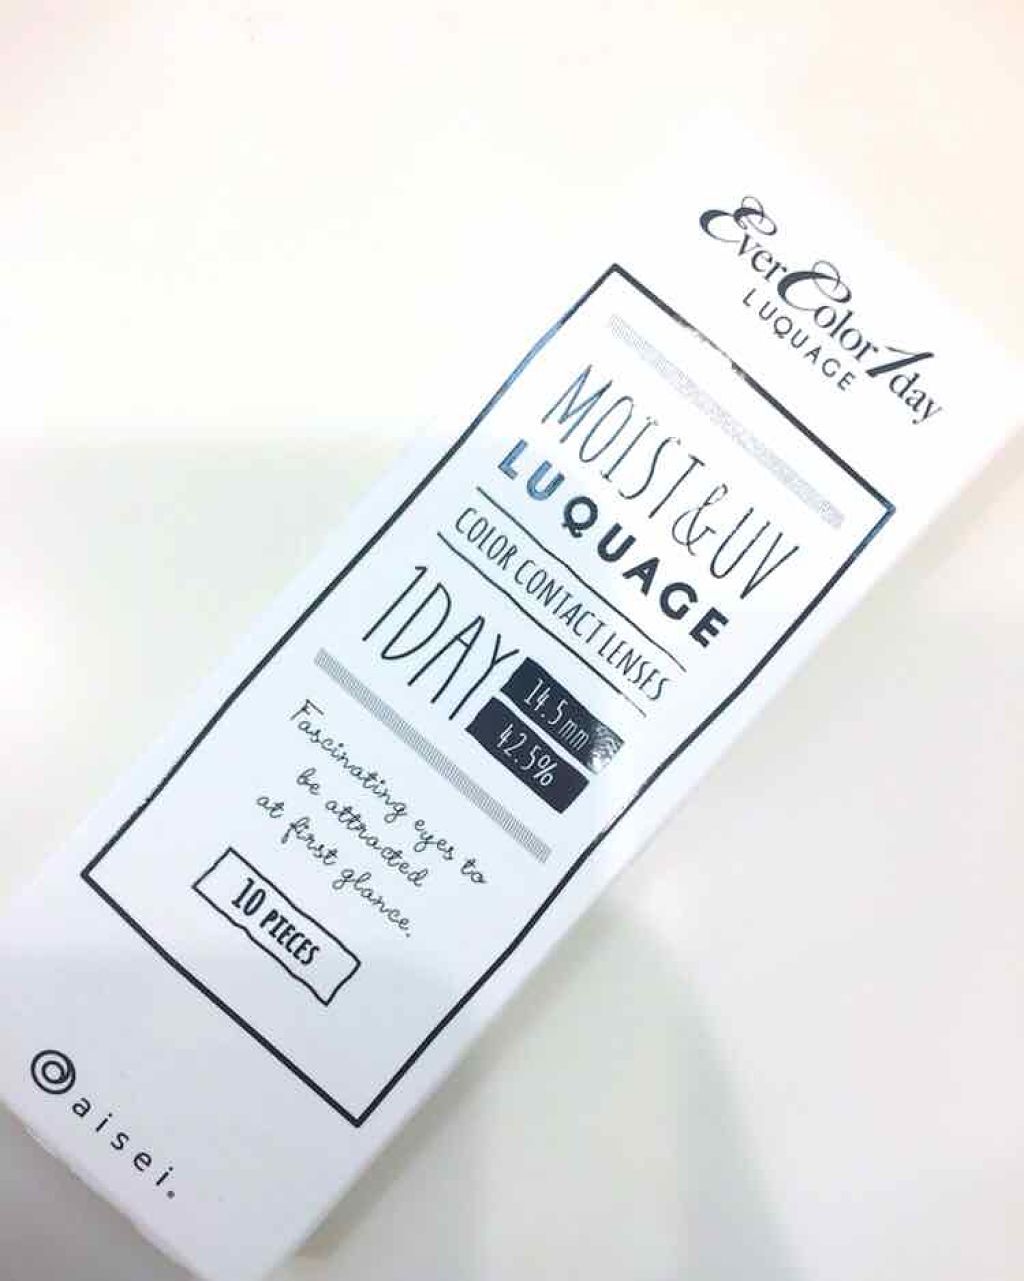 EverColor1day
LUQUAGE
MOIST&UV
LUQUAGE
COLOR CONTACT LENSES
1DAY
14.5mm
42.5%
Fascinating eyes to
be attracted
at first glance.
10 PIECES
aisei.